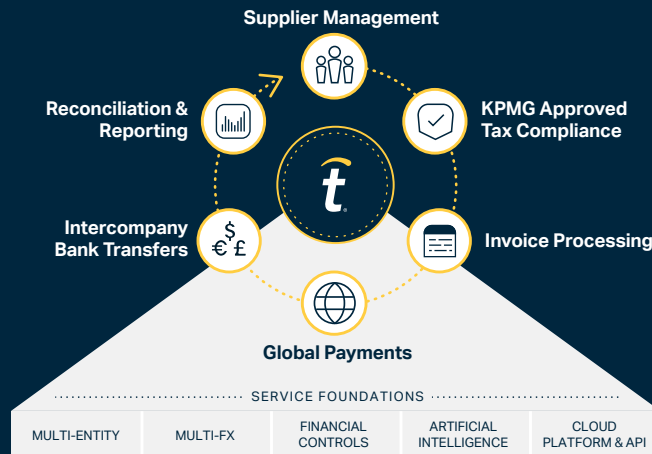 Supplier Management
Reconciliation &
Reporting
KPMG Approved
Tax Compliance
t
$
€ £
Intercompany
Bank Transfers
Invoice Processing
Global Payments
SERVICE FOUNDATIONS
MULTI-ENTITY
MULTI-FX
FINANCIAL
CONTROLS
ARTIFICIAL
INTELLIGENCE
CLOUD
PLATFORM & API